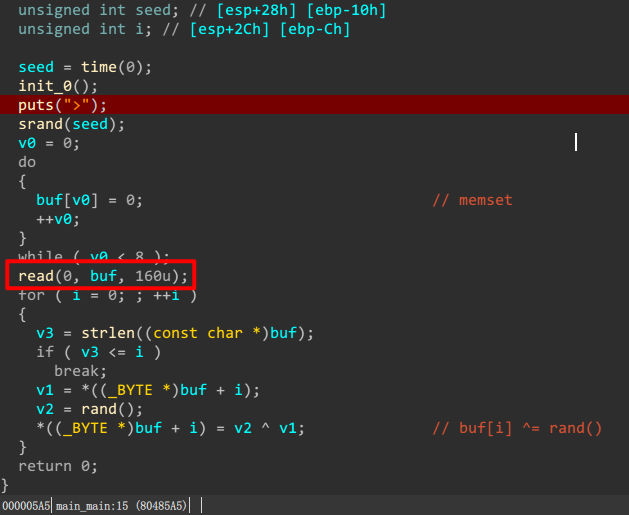 unsigned int seed; // [esp+28h] [ebp-10h]
unsigned int i; // [esp+2Ch] [ebp-Ch]
seed = time(0);
init_0();
puts(">");
srand(seed);
v0 = 0;
do
{
buf[v0] = 0; // memset
++v0;
}
while ( v0 < 8 );
read(0, buf, 160u);
for ( i = 0; ; ++i )
{
v3 = strlen((const char *)buf);
if ( v3 <= i )
break;
v1 = *((_BYTE *)buf + i);
v2 = rand();
*((_BYTE *)buf + i) = v2 ^ v1; // buf[i] ^= rand()
}
return 0;
}
000005A5 main_main:15 (80485A5)